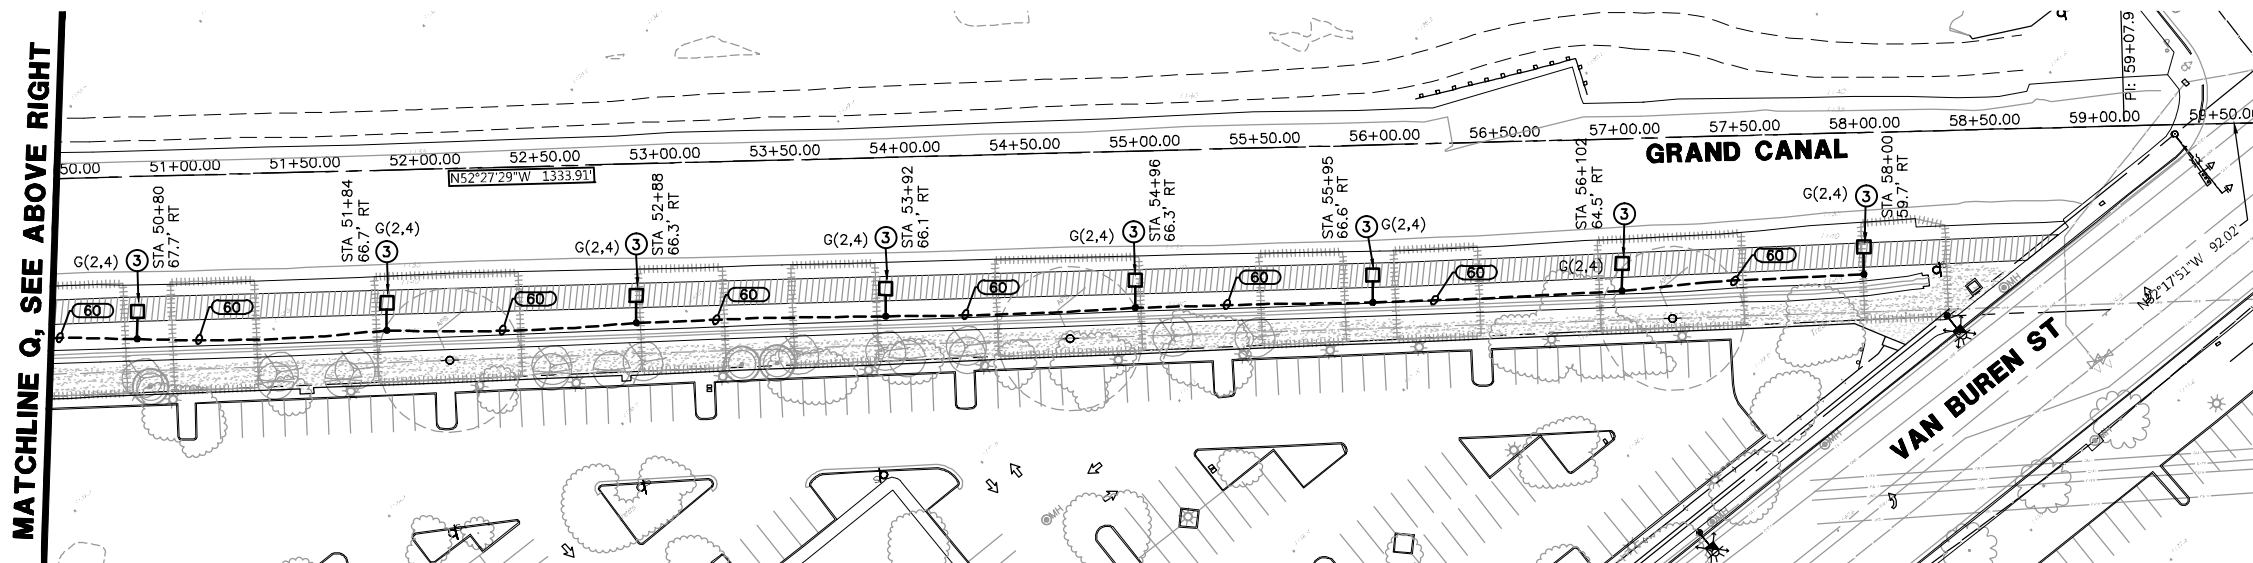 MATCHLINE Q, SEE ABOVE RIGHT
50.00
51+00.00
51+50.00
52+00.00
52+50.00
53+00.00
53+50.00
54+00.00
54+50.00
55+00.00
55+50.00
56+00.00
56+50.00
57+00.00
57+50.00
58+00.00
58+50.00
59+00.00
59+50.00
PI: 59+07.9
N52°27'29"W 1333.91'
GRAND CANAL
STA 50+80
67.7' RT
STA 51+84
66.7' RT
STA 52+88
66.3' RT
STA 53+92
66.1' RT
STA 54+96
66.3' RT
STA 55+95
66.6' RT
STA 56+102
64.5' RT
STA 58+00
59.7' RT
G(2,4) 3
G(2,4) 3
G(2,4) 3
G(2,4) 3
G(2,4) 3
3 G(2,4)
3
G(2,4)
G(2,4) 3
60
60
60
60
60
60
60
60
VAN BUREN ST
92.02'
MH
MH
MH
MH
MH